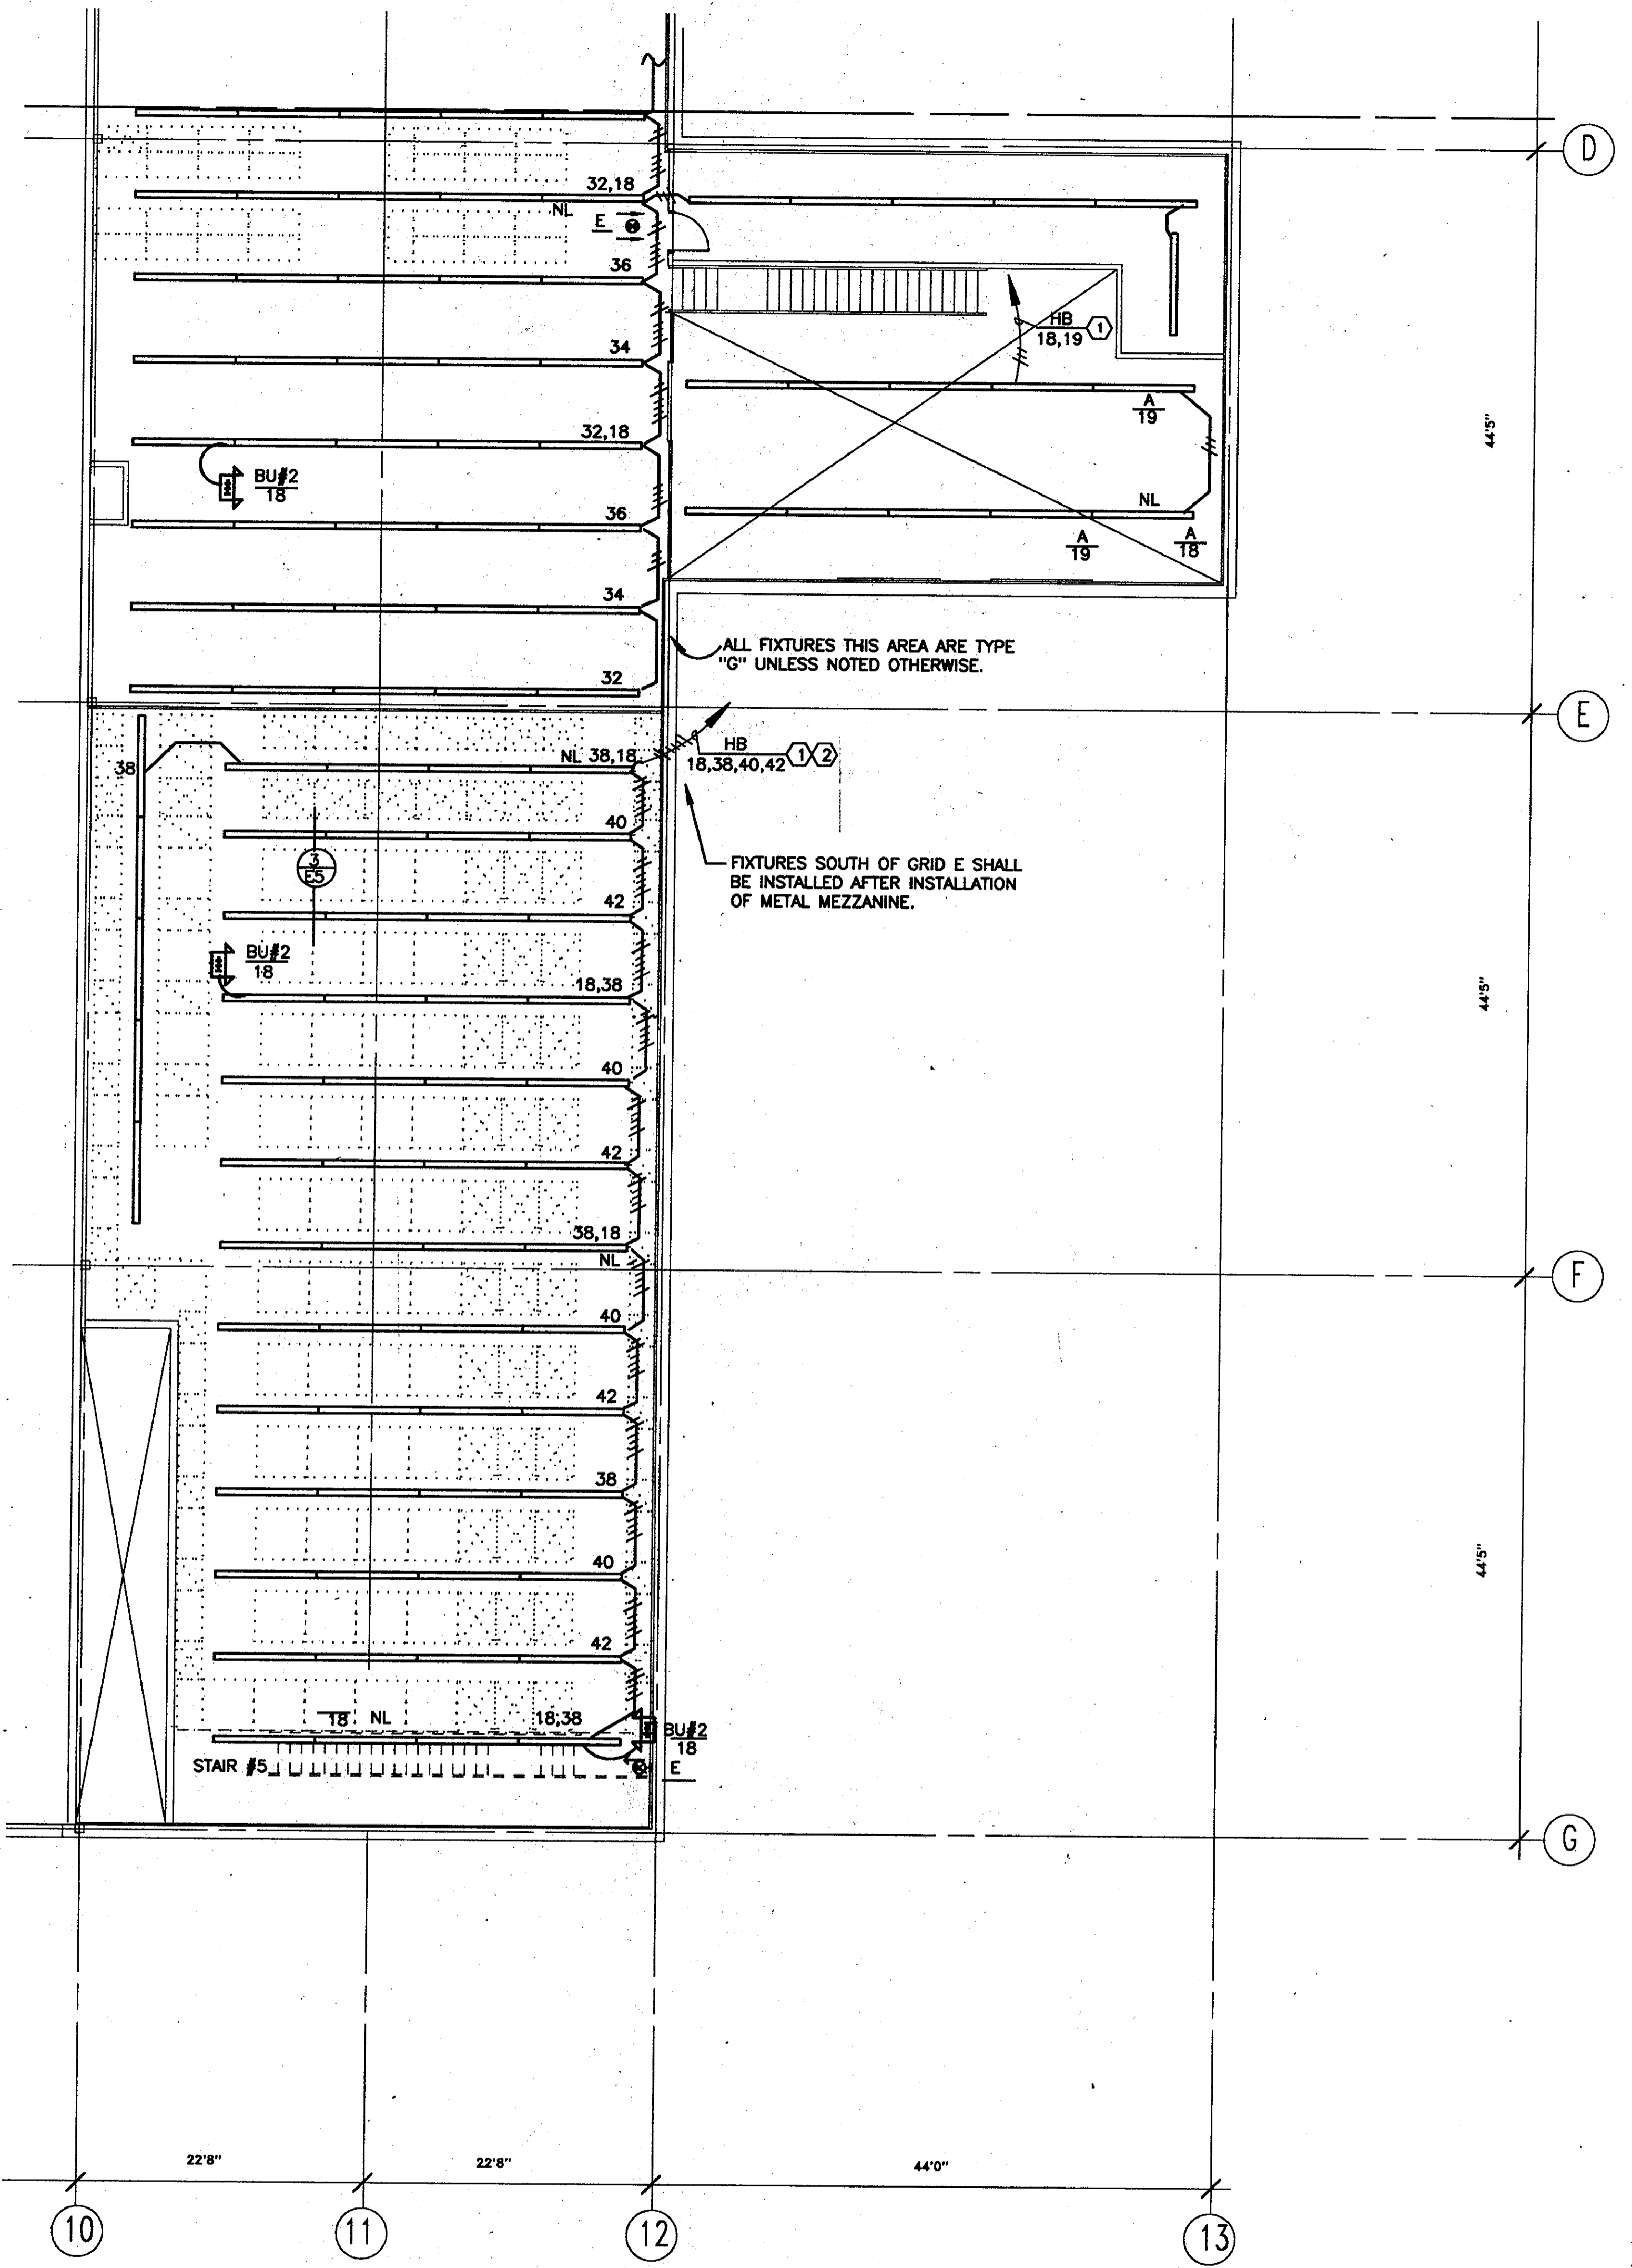 D
32,18
NL
E
36
HB
18,19
1
34
A
19
32,18
BU#2
18
NL
36
A
19
A
18
44'5"
34
ALL FIXTURES THIS AREA ARE TYPE
"G" UNLESS NOTED OTHERWISE.
32
E
NL 38,18
HB
18,38,40,42
1
2
38
40
3
E5
FIXTURES SOUTH OF GRID E SHALL
BE INSTALLED AFTER INSTALLATION
OF METAL MEZZANINE.
42
BU#2
18
18,38
44'5"
40
42
38,18
NL
F
40
42
38
40
44'5"
42
18
NL
18,38
BU#2
18
STAIR #5
E
G
22'8"
22'8"
44'0"
10
11
12
13